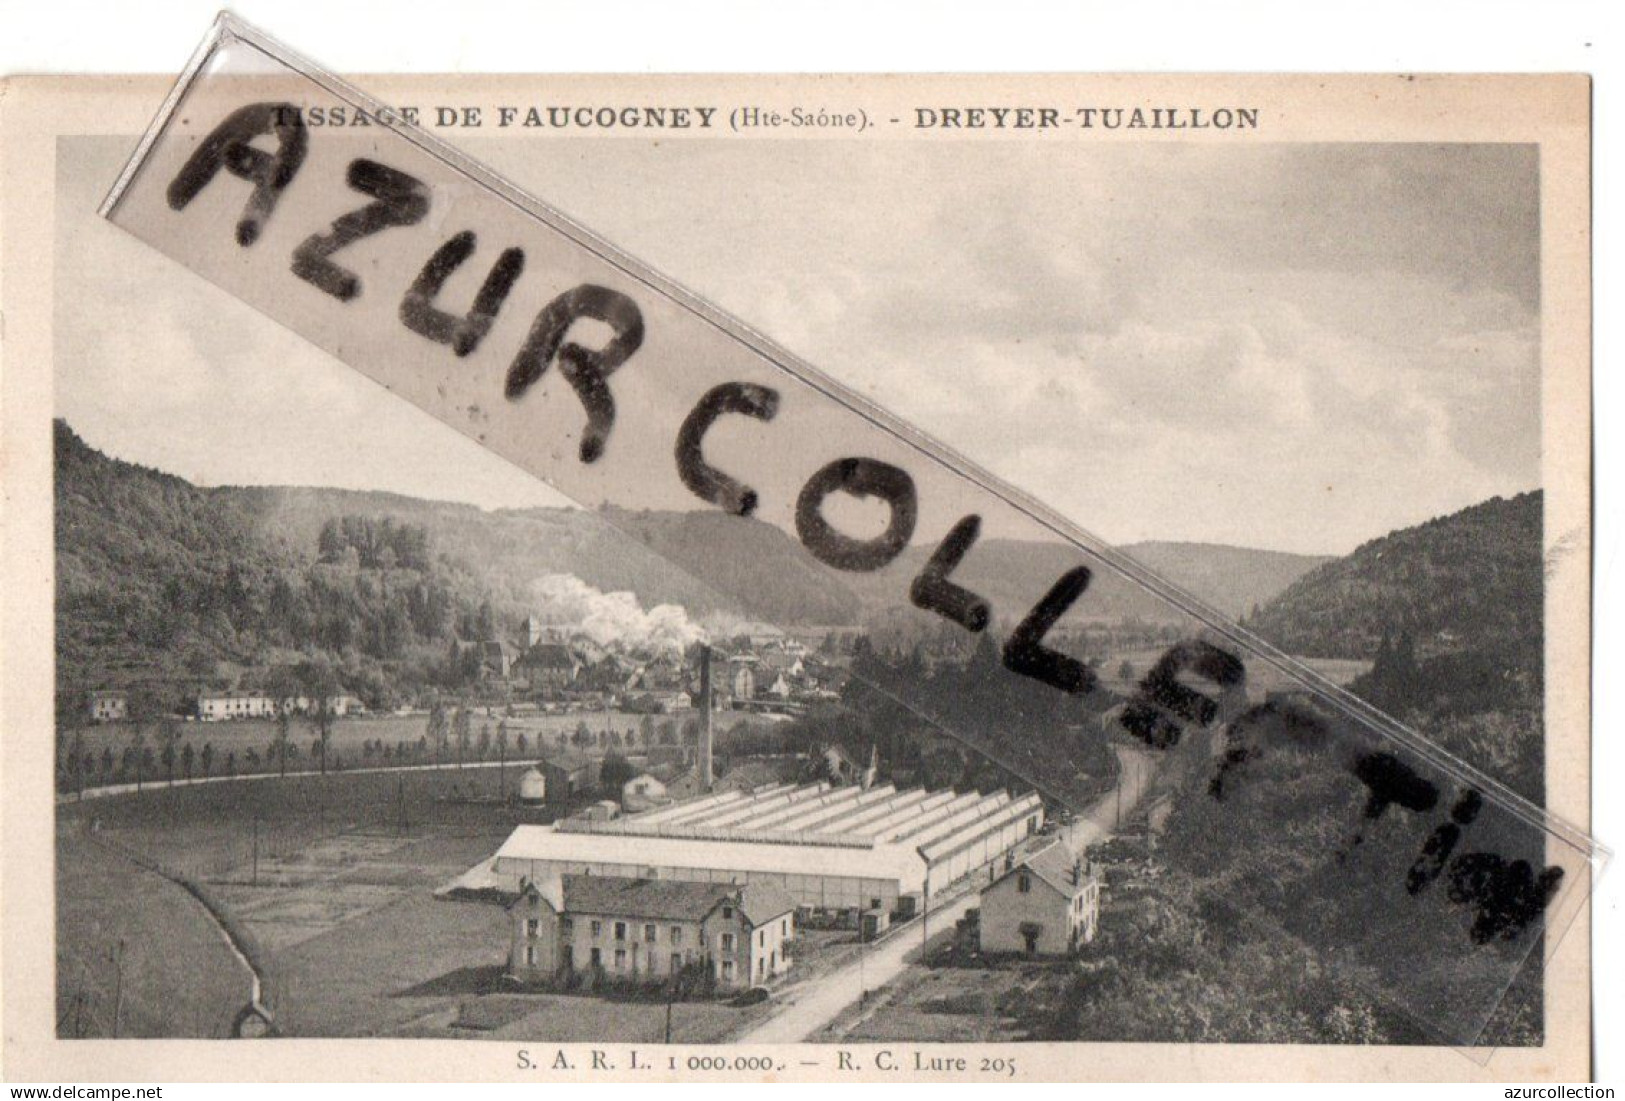 TISSAGE DE FAUCOGNEY (Hte-Saône). - DREYER-TUAILLON
AZUR COLLECTION
S. A. R. L. 1 000.000. — R. C. Lure 205
www.delcampe.net
azurcollection